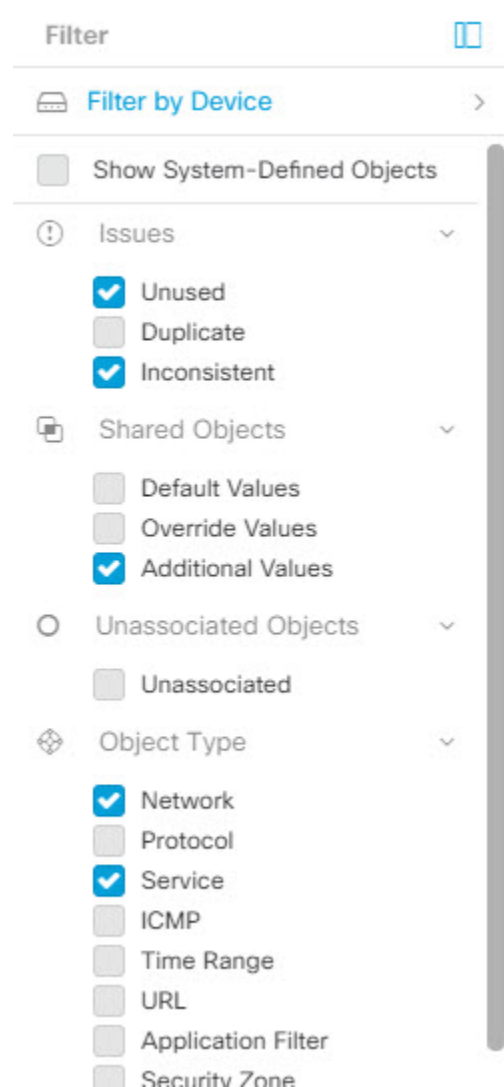 Filter
Filter by Device
Show System-Defined Objects
Issues
Unused
Duplicate
Inconsistent
Shared Objects
Default Values
Override Values
Additional Values
Unassociated Objects
Unassociated
Object Type
Network
Protocol
Service
ICMP
Time Range
URL
Application Filter
Security Zone